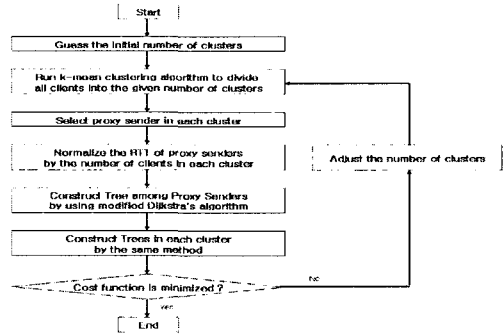 Start
Guess the initial number of clusters
Run k-mean clustering algorithm to divide
all clients into the given number of clusters
Select proxy sender in each cluster
Normalize the RTT of proxy senders
by the number of clients in each cluster
Adjust the number of clusters
Construct Tree among Proxy Senders
by using modified Dijkstra's algorithm
Construct Trees in each cluster
by the same method
Cost function is minimized ?
No
Yes
End